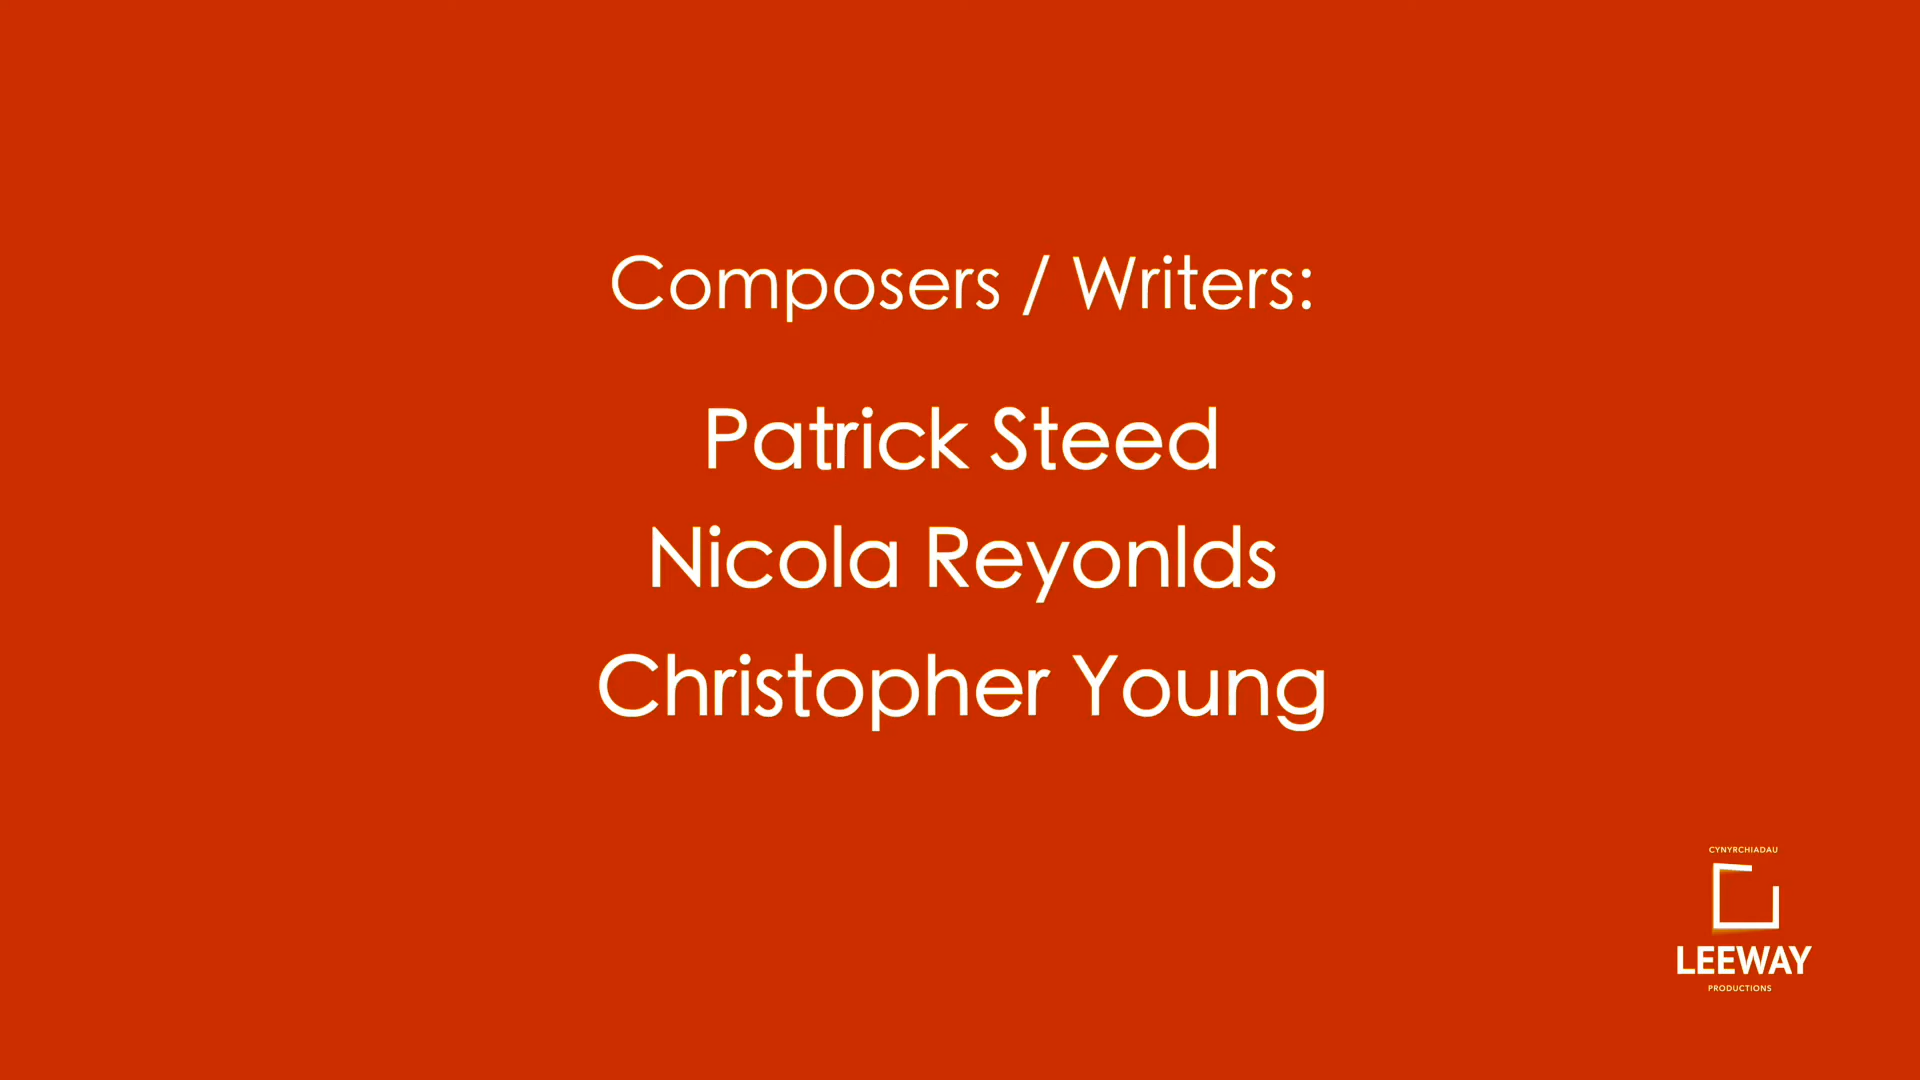 Composers / Writers:
Patrick Steed
Nicola Reyonlds
Christopher Young
CYNYRCHIADAU
LEEWAY
PRODUCTIONS